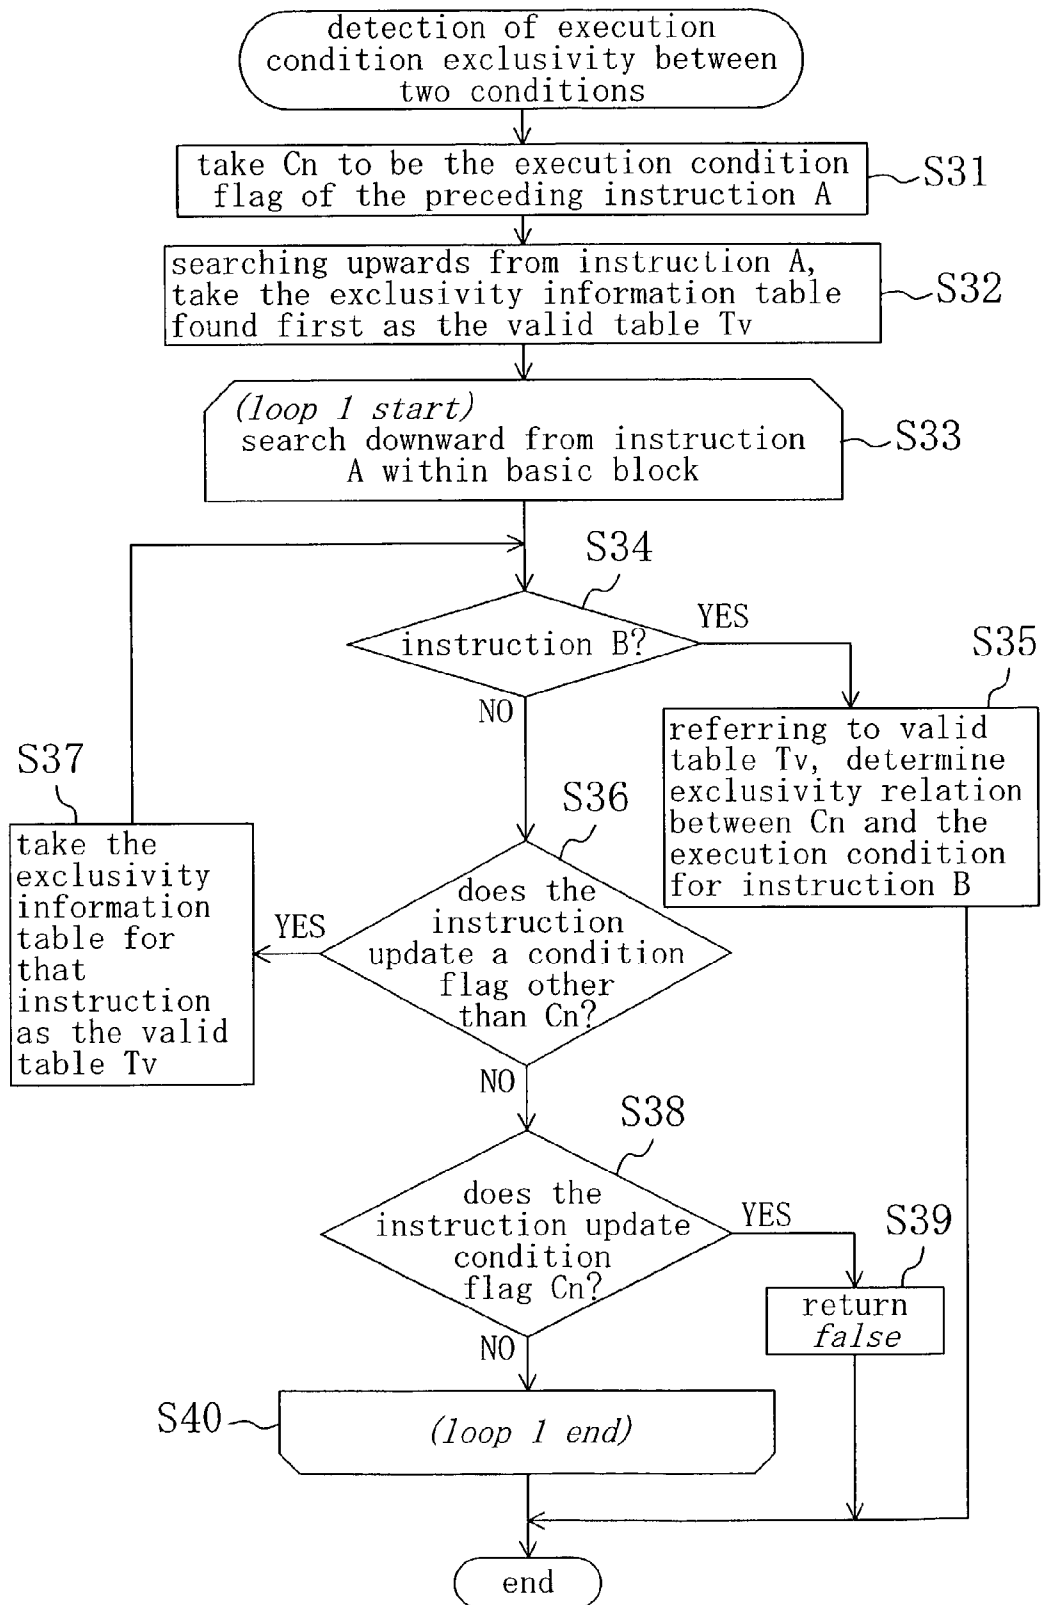 detection of execution
condition exclusivity between
two conditions
take Cn to be the execution condition
flag of the preceding instruction A
S31
searching upwards from instruction A,
take the exclusivity information table
found first as the valid table Tv
S32
(loop 1 start)
search downward from instruction
A within basic block
S33
S34
instruction B?
YES
NO
S35
referring to valid
table Tv, determine
exclusivity relation
between Cn and the
execution condition
for instruction B
S37
take the
exclusivity
information
table for
that
instruction
as the valid
table Tv
S36
does the
instruction
update a condition
flag other
than Cn?
YES
NO
S38
does the
instruction update
condition
flag Cn?
YES
NO
S39
return
false
S40
(loop 1 end)
end